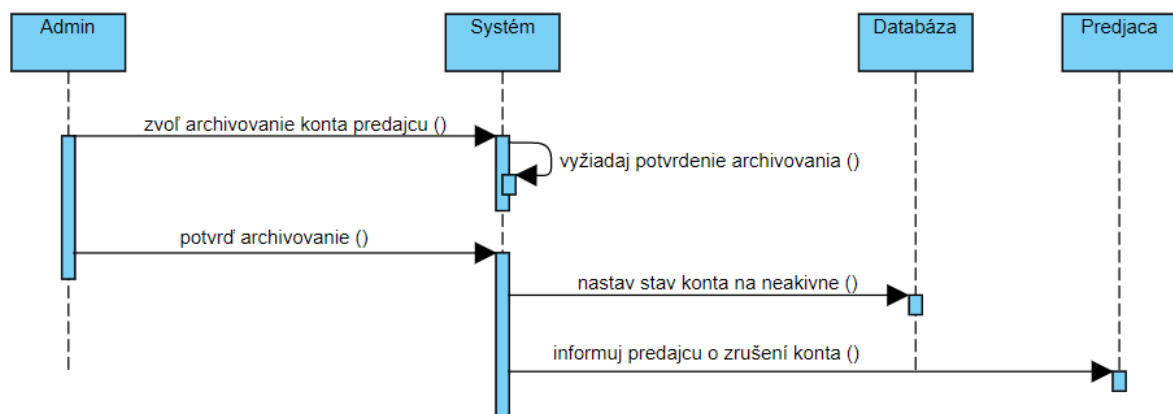 Admin
Systém
Databáza
Predjaca
zvoľ archivovanie konta predajcu ()
vyžiadaj potvrdenie archivovania ()
potvrď archivovanie ()
nastav stav konta na neakivne ()
informuj predajcu o zrušení konta ()